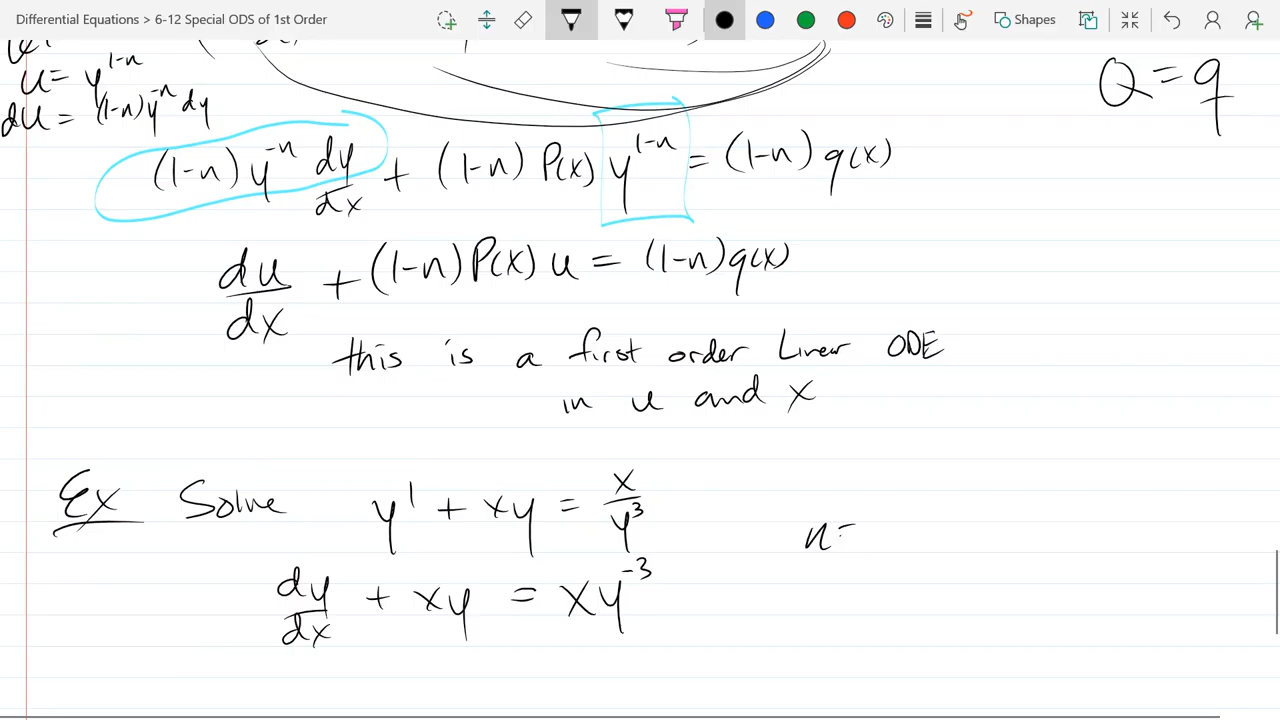 Differential Equations > 6-12 Special ODS of 1st Order
Shapes
u = y^{1-n}
du = (1-n)y^{-n} dy
Q = q
(1-n) y^{-n} dy/dx + (1-n) P(x) y^{1-n} = (1-n) q(x)
du/dx + (1-n) P(x) u = (1-n) q(x)
this is a first order Linear ODE
in u and x
Ex Solve y' + xy = x/y^3
n=
dy/dx + xy = xy^{-3}